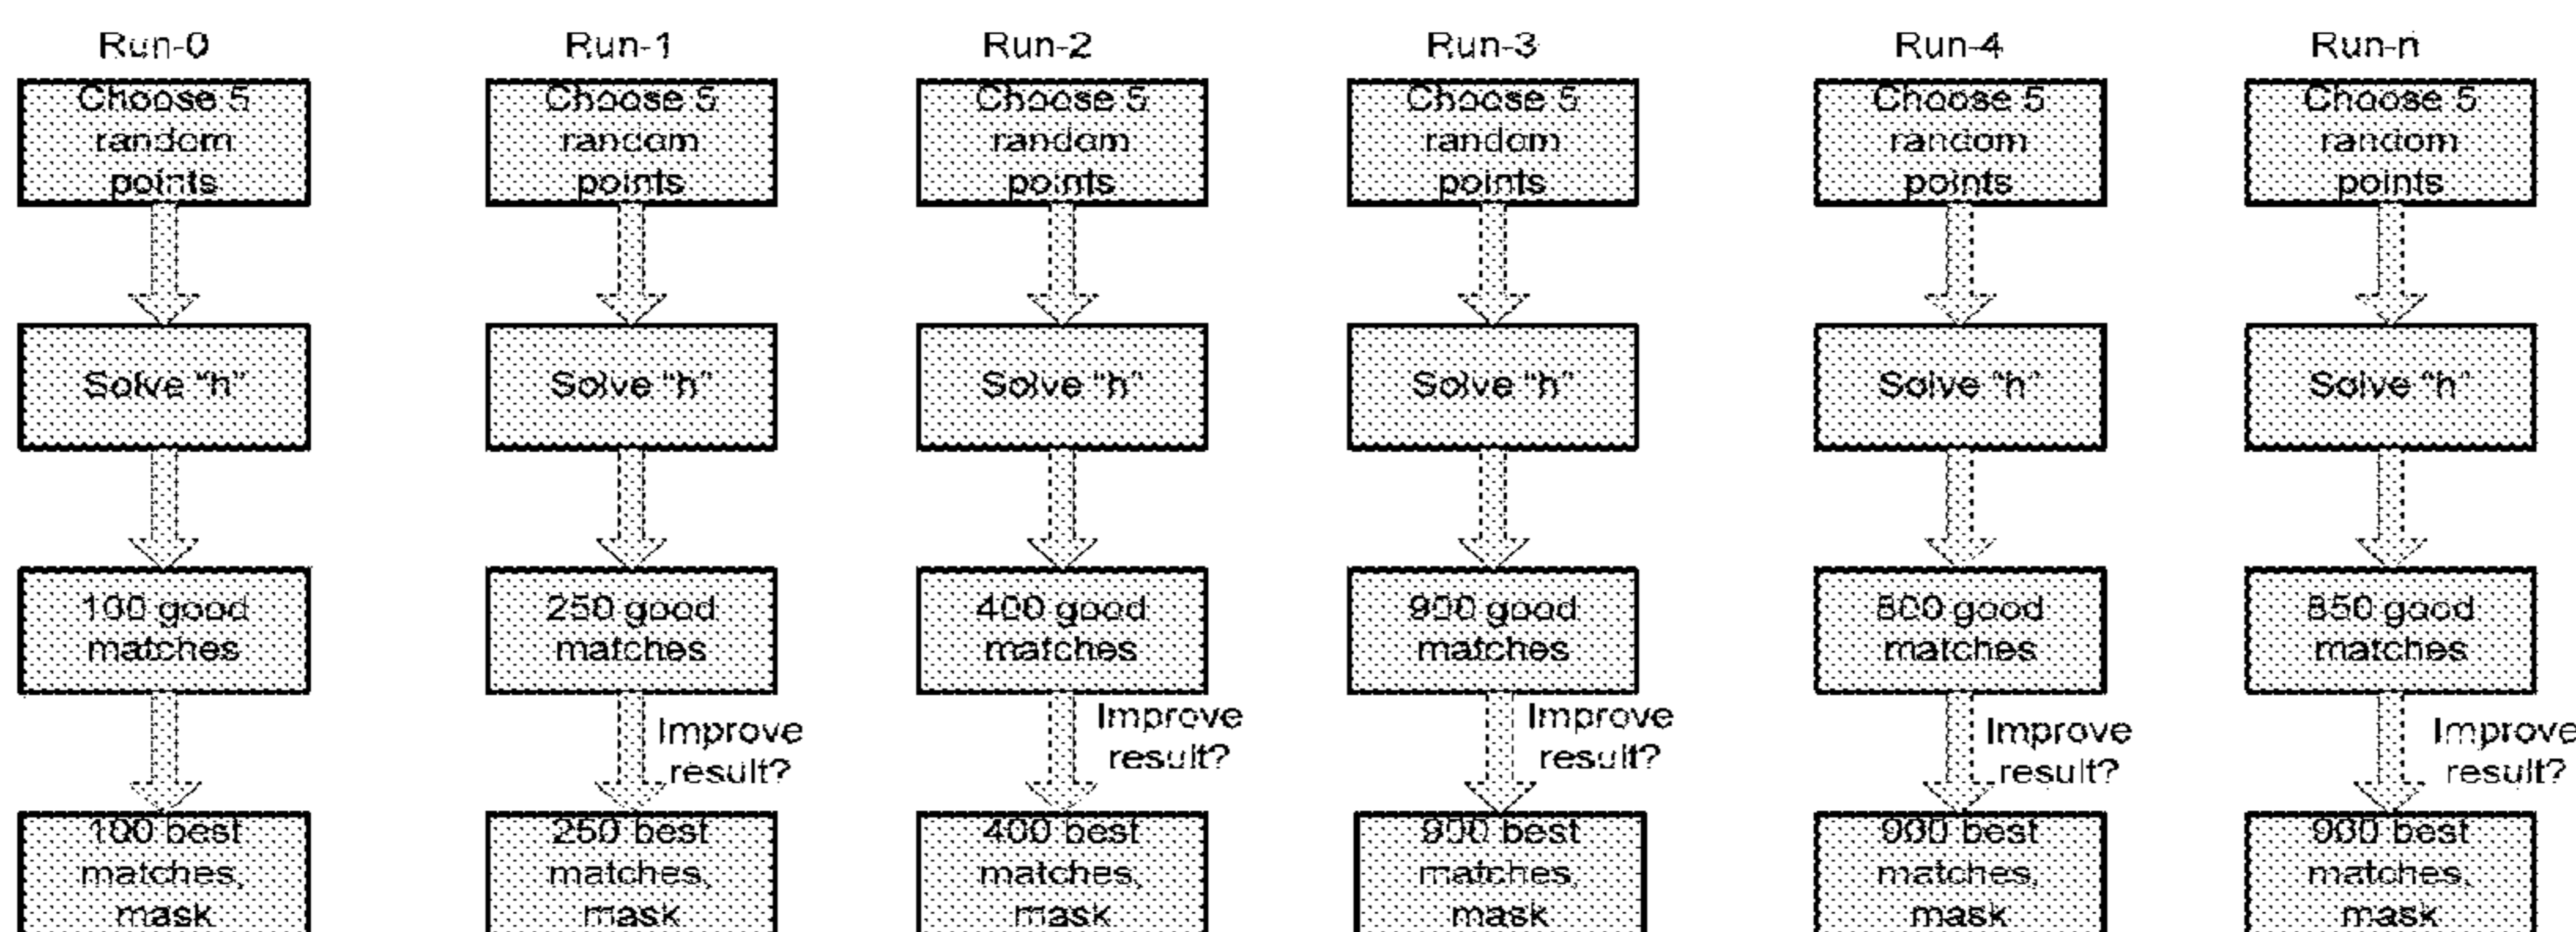 Run-0
Run-1
Run-2
Run-3
Run-4
Run-n
Choose 5
random
points
Choose 5
random
points
Choose 5
random
points
Choose 5
random
points
Choose 5
random
points
Choose 5
random
points
Solve “h”
Solve “h”
Solve “h”
Solve “h”
Solve “h”
Solve “h”
100 good
matches
250 good
matches
400 good
matches
900 good
matches
800 good
matches
850 good
matches
Improve
result?
Improve
result?
Improve
result?
Improve
result?
Improve
result?
100 best
matches,
mask
250 best
matches,
mask
400 best
matches,
mask
900 best
matches,
mask
900 best
matches,
mask
900 best
matches,
mask